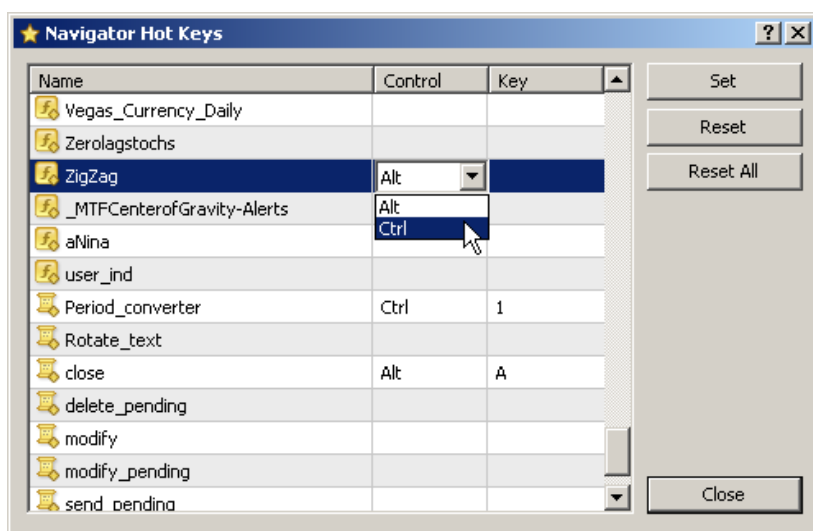 Navigator Hot Keys
Name Control Key
Set
Vegas_Currency_Daily
Reset
Zerolagstochs
ZigZag Alt
Reset All
_MTFCenterofGravity-Alerts Alt
Ctrl
aNina
user_ind
Period_converter Ctrl 1
Rotate_text
close Alt A
delete_pending
modify
modify_pending
send_pending
Close